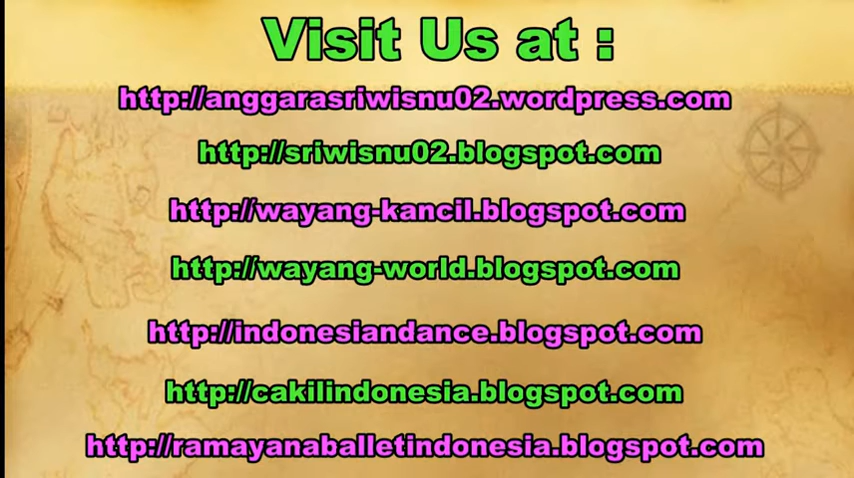 Visit Us at :
http://anggarasriwisnu02.wordpress.com
http://sriwisnu02.blogspot.com
http://wayang-kancil.blogspot.com
http://wayang-world.blogspot.com
http://indonesiandance.blogspot.com
http://cakilindonesia.blogspot.com
http://ramayanaballetindonesia.blogspot.com